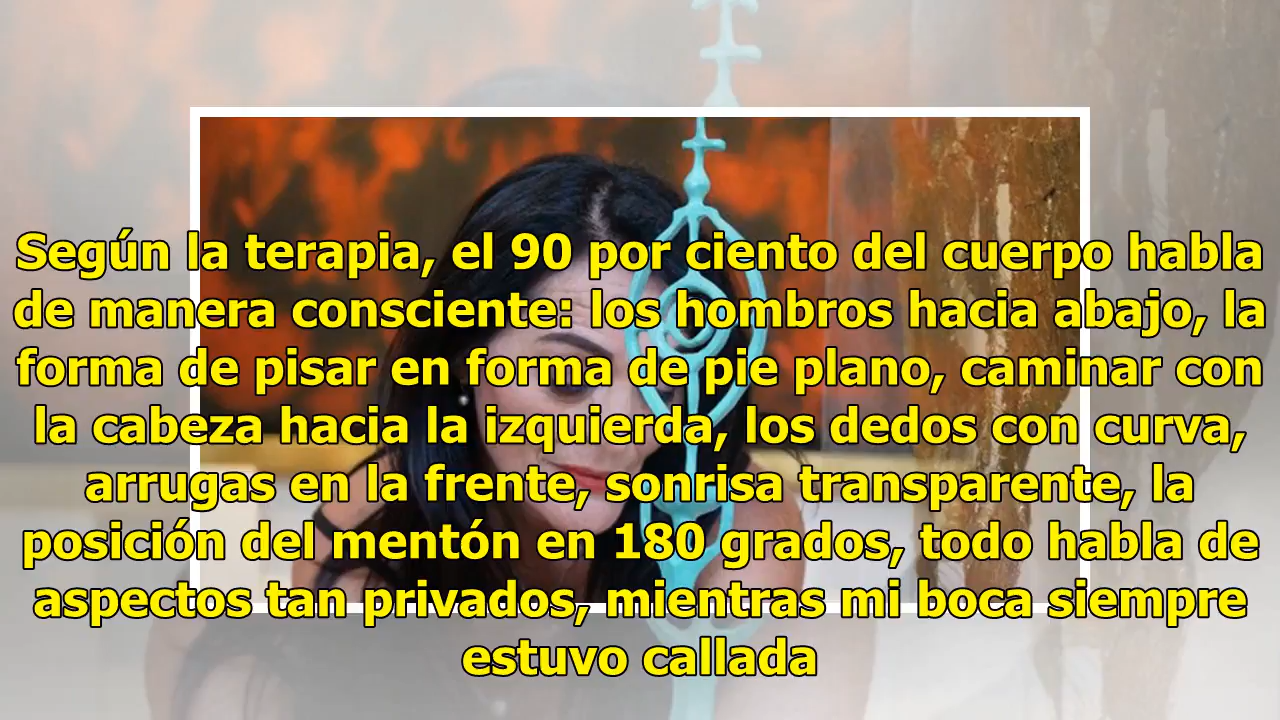 Según la terapia, el 90 por ciento del cuerpo habla
de manera consciente: los hombros hacia abajo, la
forma de pisar en forma de pie plano, caminar con
la cabeza hacia la izquierda, los dedos con curva,
arrugas en la frente, sonrisa transparente, la
posición del mentón en 180 grados, todo habla de
aspectos tan privados, mientras mi boca siempre
estuvo callada